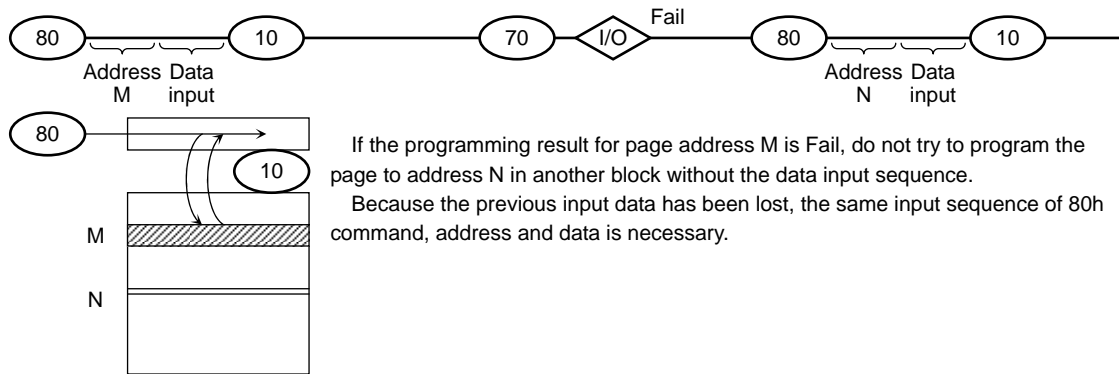 Fail
80 10 70 I/O 80 10
Address Data Address Data
M input N input
80
10
M
N
If the programming result for page address M is Fail, do not try to program the
page to address N in another block without the data input sequence.
Because the previous input data has been lost, the same input sequence of 80h
command, address and data is necessary.